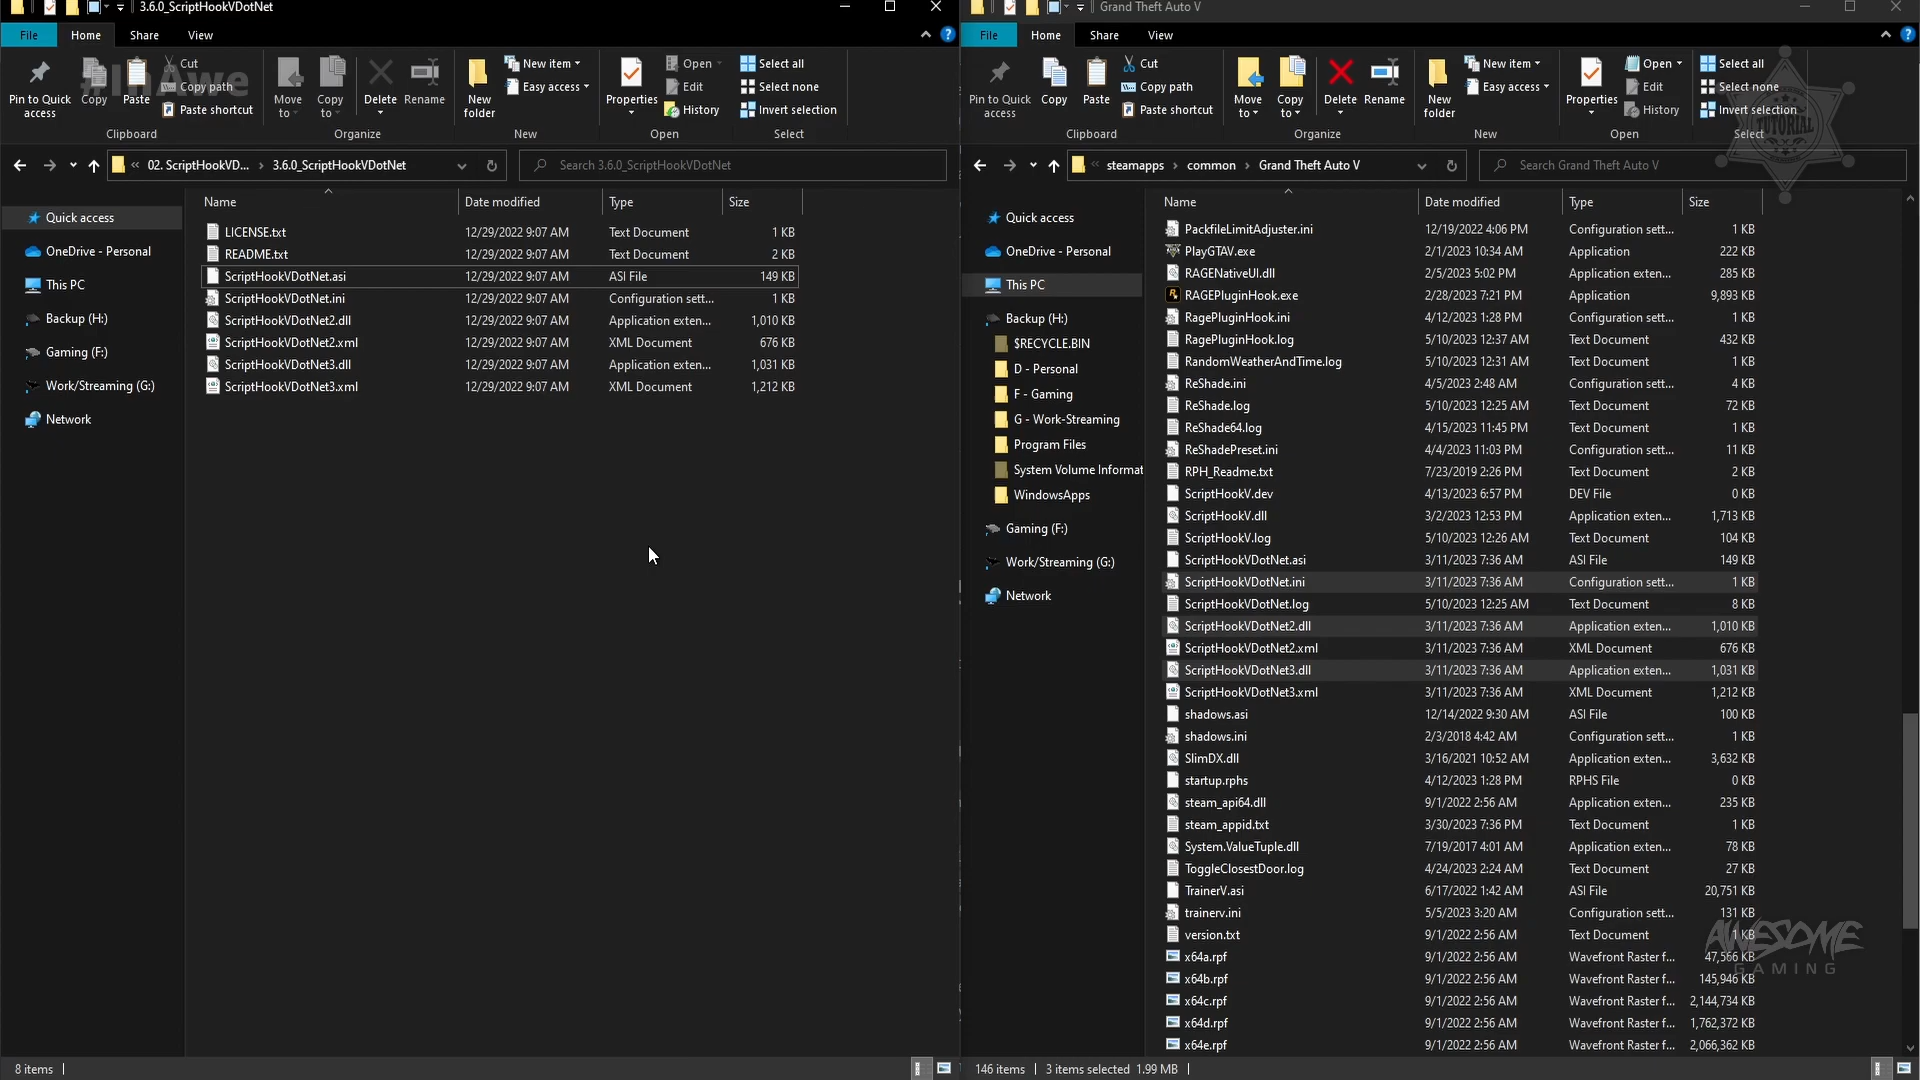 3.6.0_ScriptHookVDotNet
File Home Share View
#InAwe
Pin to Quick access
Copy
Paste
Cut
Copy path
Paste shortcut
Move to
Copy to
Delete
Rename
New folder
New item
Easy access
Properties
Open
Edit
History
Select all
Select none
Invert selection
Clipboard Organize New Open Select
02. ScriptHookVD... 3.6.0_ScriptHookVDotNet
Search 3.6.0_ScriptHookVDotNet
Quick access
OneDrive - Personal
This PC
Backup (H:)
Gaming (F:)
Work/Streaming (G:)
Network
Name Date modified Type Size
LICENSE.txt 12/29/2022 9:07 AM Text Document 1 KB
README.txt 12/29/2022 9:07 AM Text Document 2 KB
ScriptHookVDotNet.asi 12/29/2022 9:07 AM ASI File 149 KB
ScriptHookVDotNet.ini 12/29/2022 9:07 AM Configuration sett... 1 KB
ScriptHookVDotNet2.dll 12/29/2022 9:07 AM Application exten... 1,010 KB
ScriptHookVDotNet2.xml 12/29/2022 9:07 AM XML Document 676 KB
ScriptHookVDotNet3.dll 12/29/2022 9:07 AM Application exten... 1,031 KB
ScriptHookVDotNet3.xml 12/29/2022 9:07 AM XML Document 1,212 KB
8 items
Grand Theft Auto V
File Home Share View
Pin to Quick access
Copy
Paste
Cut
Copy path
Paste shortcut
Move to
Copy to
Delete
Rename
New folder
New item
Easy access
Properties
Open
Edit
History
Select all
Select none
Invert selection
TUTORIAL
Clipboard Organize New Open Select
steamapps common Grand Theft Auto V
Search Grand Theft Auto V
Quick access
OneDrive - Personal
This PC
Backup (H:)
$RECYCLE.BIN
D - Personal
F - Gaming
G - Work-Streaming
Program Files
System Volume Informat
WindowsApps
Gaming (F:)
Work/Streaming (G:)
Network
Name Date modified Type Size
PackfileLimitAdjuster.ini 12/19/2022 4:06 PM Configuration sett... 1 KB
PlayGTAV.exe 2/1/2023 10:34 AM Application 222 KB
RAGENativeUI.dll 2/5/2023 5:02 PM Application exten... 285 KB
RAGEPluginHook.exe 2/28/2023 7:21 PM Application 9,893 KB
RagePluginHook.ini 4/12/2023 1:28 PM Configuration sett... 1 KB
RagePluginHook.log 5/10/2023 12:37 AM Text Document 432 KB
RandomWeatherAndTime.log 5/10/2023 12:31 AM Text Document 1 KB
ReShade.ini 4/5/2023 2:48 AM Configuration sett... 4 KB
ReShade.log 5/10/2023 12:25 AM Text Document 72 KB
ReShade64.log 4/15/2023 11:45 PM Text Document 1 KB
ReShadePreset.ini 4/4/2023 11:03 PM Configuration sett... 11 KB
RPH_Readme.txt 7/23/2019 2:26 PM Text Document 2 KB
ScriptHookV.dev 4/13/2023 6:57 PM DEV File 0 KB
ScriptHookV.dll 3/2/2023 12:53 PM Application exten... 1,713 KB
ScriptHookV.log 5/10/2023 12:26 AM Text Document 104 KB
ScriptHookVDotNet.asi 3/11/2023 7:36 AM ASI File 149 KB
ScriptHookVDotNet.ini 3/11/2023 7:36 AM Configuration sett... 1 KB
ScriptHookVDotNet.log 5/10/2023 12:25 AM Text Document 8 KB
ScriptHookVDotNet2.dll 3/11/2023 7:36 AM Application exten... 1,010 KB
ScriptHookVDotNet2.xml 3/11/2023 7:36 AM XML Document 676 KB
ScriptHookVDotNet3.dll 3/11/2023 7:36 AM Application exten... 1,031 KB
ScriptHookVDotNet3.xml 3/11/2023 7:36 AM XML Document 1,212 KB
shadows.asi 12/14/2022 9:30 AM ASI File 100 KB
shadows.ini 2/3/2018 4:42 AM Configuration sett... 1 KB
SlimDX.dll 3/16/2021 10:52 AM Application exten... 3,632 KB
startup.rphs 4/12/2023 1:28 PM RPHS File 0 KB
steam_api64.dll 9/1/2022 2:56 AM Application exten... 235 KB
steam_appid.txt 3/30/2023 7:36 PM Text Document 1 KB
System.ValueTuple.dll 7/19/2017 4:01 AM Application exten... 78 KB
ToggleClosestDoor.log 4/24/2023 2:24 AM Text Document 27 KB
TrainerV.asi 6/17/2022 1:42 AM ASI File 20,751 KB
trainerv.ini 5/5/2023 3:20 AM Configuration sett... 131 KB
version.txt 9/1/2022 2:56 AM Text Document 1 KB
x64a.rpf 9/1/2022 2:56 AM Wavefront Raster f... 47,566 KB
x64b.rpf 9/1/2022 2:56 AM Wavefront Raster f... 145,946 KB
x64c.rpf 9/1/2022 2:56 AM Wavefront Raster f... 2,144,734 KB
x64d.rpf 9/1/2022 2:56 AM Wavefront Raster f... 1,762,372 KB
x64e.rpf 9/1/2022 2:56 AM Wavefront Raster f... 2,066,362 KB
AWESOME
GAMING
146 items 3 items selected 1.99 MB